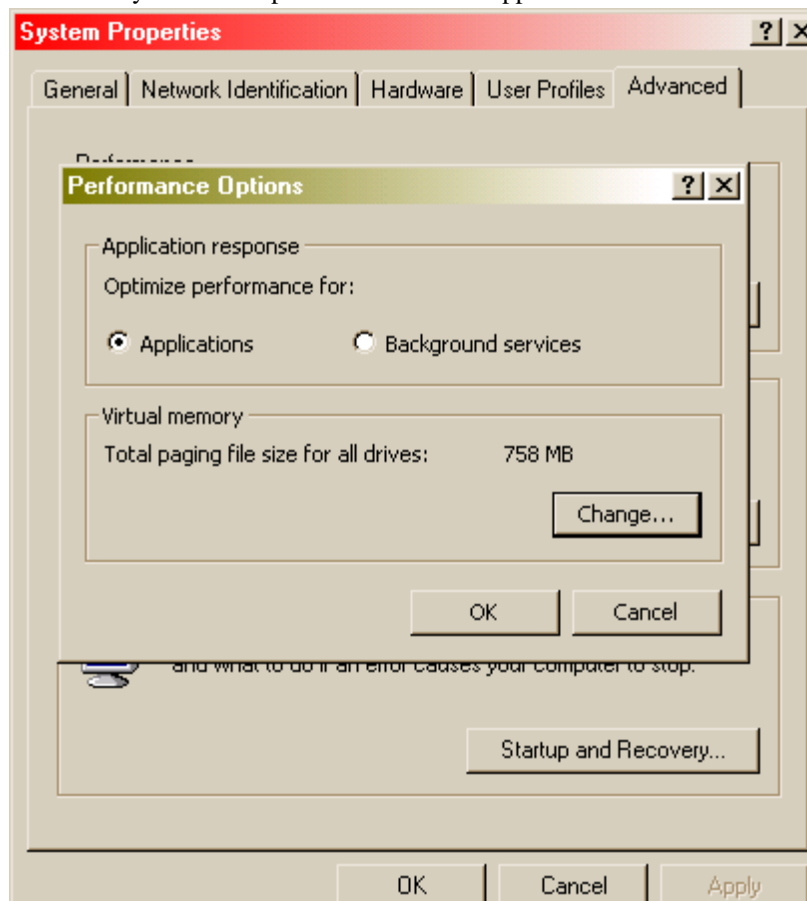 System Properties
General Network Identification Hardware User Profiles Advanced
Performance
Performance Options
Application response
Optimize performance for:
Applications Background services
Virtual memory
Total paging file size for all drives: 758 MB
Change...
OK Cancel
and what to do if an error causes your computer to stop.
Startup and Recovery...
OK Cancel Apply